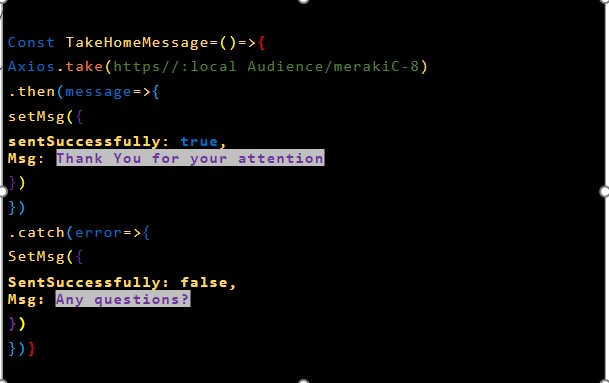 Const TakeHomeMessage=()=>{
Axios.take(https//:local Audience/merakiC-8)
.then(message=>{
setMsg({
sentSuccessfully: true,
Msg: Thank You for your attention
})
})
.catch(error=>{
SetMsg({
SentSuccessfully: false,
Msg: Any questions?
})
})}